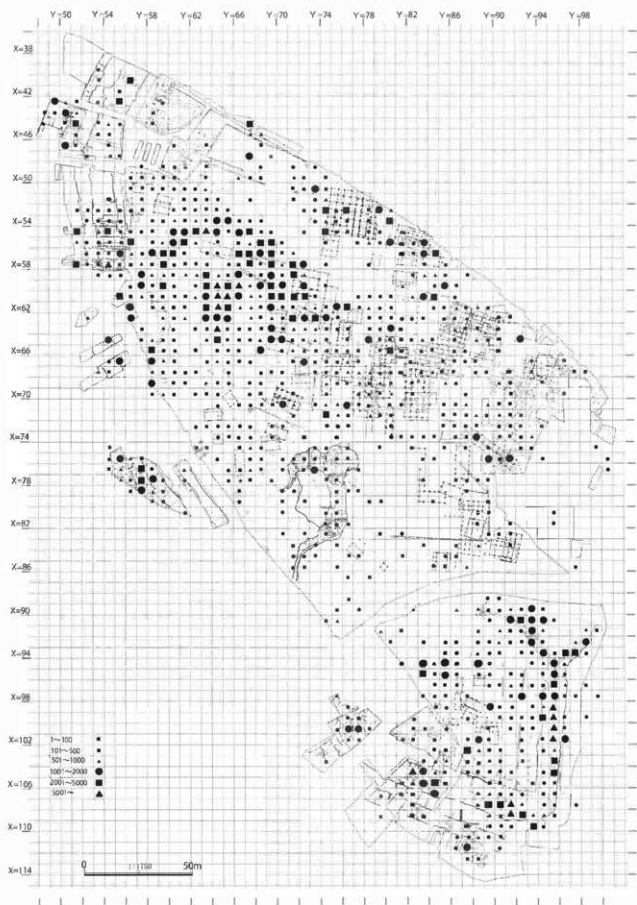 Y=50 Y=54 Y=58 Y=62 Y=66 Y=70 Y=74 Y=78 Y=82 Y=86 Y=90 Y=94 Y=98
X=38
X=42
X=46
X=50
X=54
X=58
X=62
X=66
X=70
X=74
X=78
X=82
X=86
X=90
X=94
X=98
X=102
X=106
X=110
X=114
1～100
101～500
501～1000
1001～2000
2001～5000
5001～
0 1:1750 50m